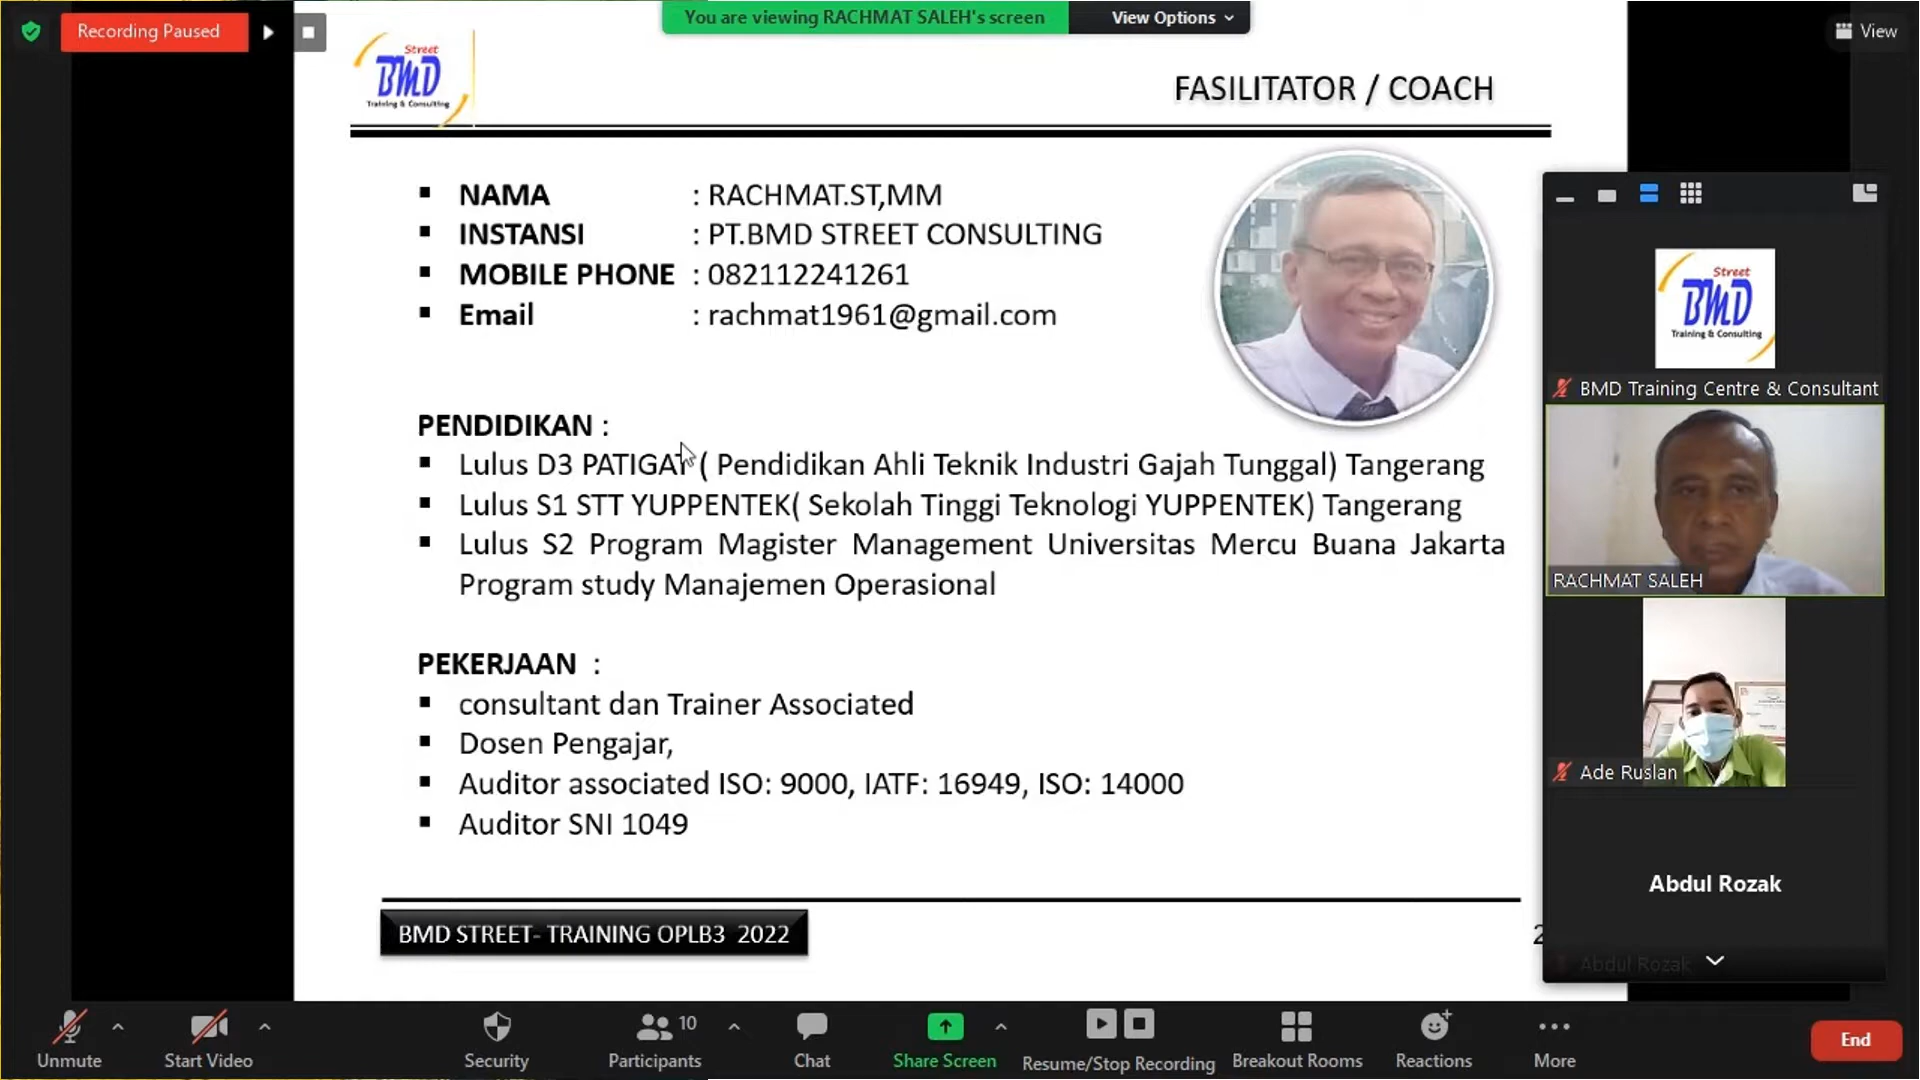 Recording Paused
You are viewing RACHMAT SALEH's screen
View Options
View
Street
BMD
Training & Consulting
FASILITATOR / COACH
▪ NAMA : RACHMAT.ST,MM
▪ INSTANSI : PT.BMD STREET CONSULTING
▪ MOBILE PHONE : 082112241261
▪ Email : rachmat1961@gmail.com
PENDIDIKAN :
▪ Lulus D3 PATIGAT ( Pendidikan Ahli Teknik Industri Gajah Tunggal) Tangerang
▪ Lulus S1 STT YUPPENTEK( Sekolah Tinggi Teknologi YUPPENTEK) Tangerang
▪ Lulus S2 Program Magister Management Universitas Mercu Buana Jakarta
Program study Manajemen Operasional
PEKERJAAN :
▪ consultant dan Trainer Associated
▪ Dosen Pengajar,
▪ Auditor associated ISO: 9000, IATF: 16949, ISO: 14000
▪ Auditor SNI 1049
BMD STREET- TRAINING OPLB3 2022
2
Street
BMD
Training & Consulting
BMD Training Centre & Consultant
RACHMAT SALEH
Ade Ruslan
Abdul Rozak
Abdul Rozak
Unmute
Start Video
Security
Participants
10
Chat
Share Screen
Resume/Stop Recording
Breakout Rooms
Reactions
More
End